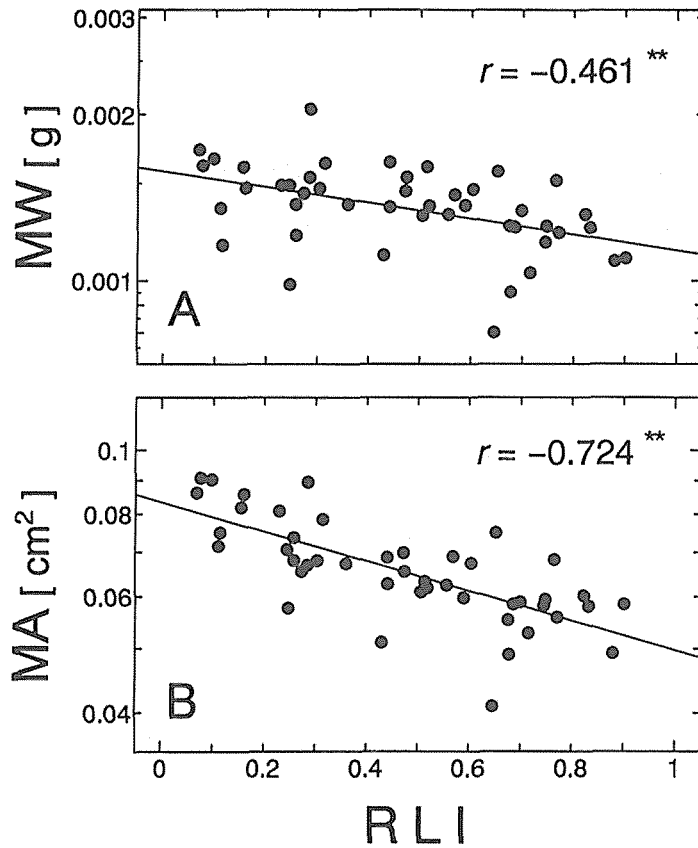 0.003
r = −0.461 **
0.002
MW [ g ]
0.001
A
0.1
r = −0.724 **
0.08
MA [ cm² ]
0.06
0.04
B
0 0.2 0.4 0.6 0.8 1
R L I